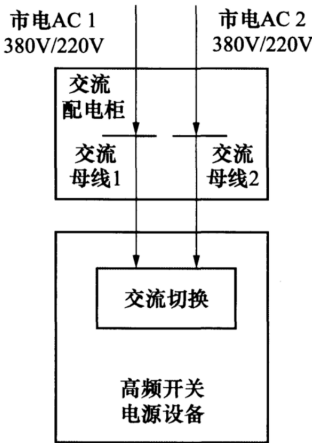 市电AC 1
380V/220V
市电AC 2
380V/220V
交流
配电柜
交流
母线1
交流
母线2
交流切换
高频开关
电源设备